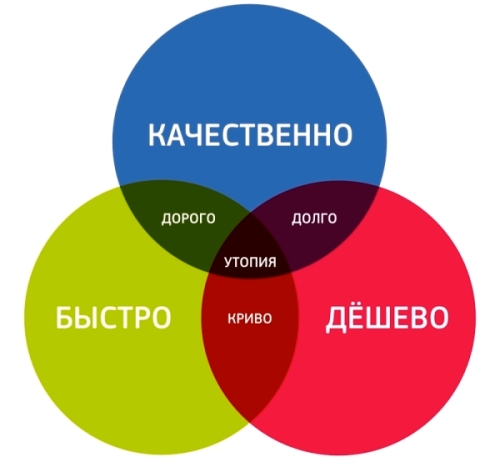 КАЧЕСТВЕННО
ДОРОГО
ДОЛГО
УТОПИЯ
БЫСТРО
КРИВО
ДЁШЕВО